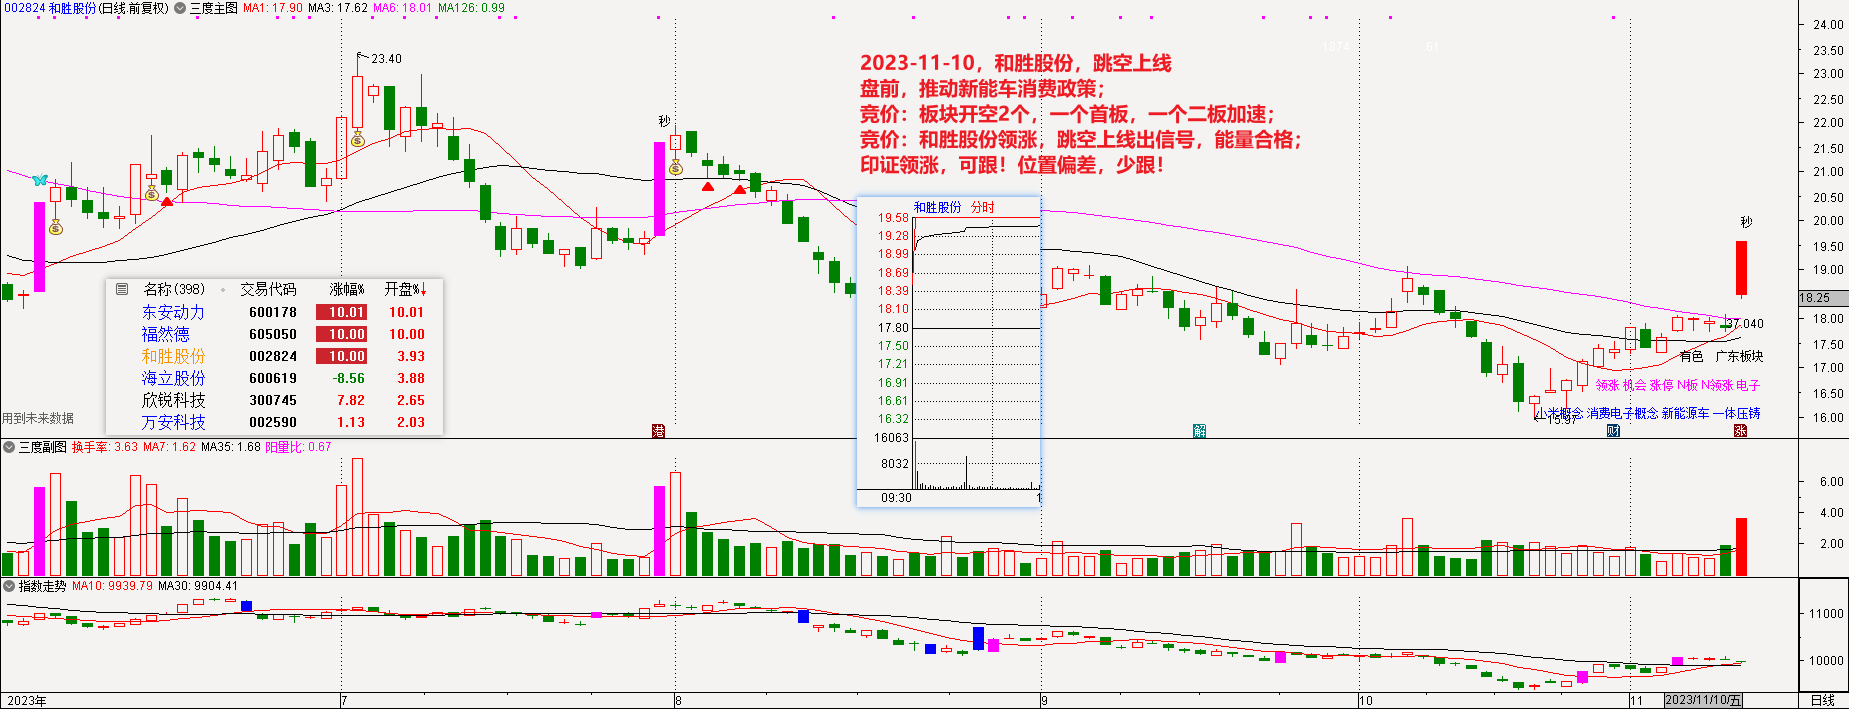 002824 和胜股份(日线.前复权) 三度主图 MA1: 17.90 MA3: 17.62 MA6: 18.01 MA126: 0.99
24.00
23.50
23.00
22.50
22.00
21.50
21.00
20.50
20.00
19.50
19.00
18.25
18.00
17.50
17.00
16.50
16.00
23.40
秒
1874
61
2023-11-10，和胜股份，跳空上线
盘前，推动新能车消费政策；
竞价：板块开空2个，一个首板，一个二板加速；
竞价：和胜股份领涨，跳空上线出信号，能量合格；
印证领涨，可跟！位置偏差，少跟！
和胜股份 分时
19.58
19.28
18.99
18.69
18.39
18.10
17.80
17.50
17.21
16.91
16.61
16.32
16063
8032
09:30 1
名称(398) 交易代码 涨幅% 开盘%↓
东安动力 600178 10.01 10.01
福然德 605050 10.00 10.00
和胜股份 002824 10.00 3.93
海立股份 600619 -8.56 3.88
欣锐科技 300745 7.82 2.65
万安科技 002590 1.13 2.03
秒
37.040
有色 广东板块
领涨 机会 涨停 N板 N领涨 电子
小米概念 消费电子概念 新能源车 一体压铸
15.97
用到未来数据
港
解
财
涨
三度副图 换手率: 3.63 MA7: 1.62 MA35: 1.68 阳量比: 0.67
6.00
4.00
2.00
指数走势 MA10: 9939.79 MA30: 9904.41
11000
10000
2023年 7 8 9 10 11 2023/11/10/五 日线